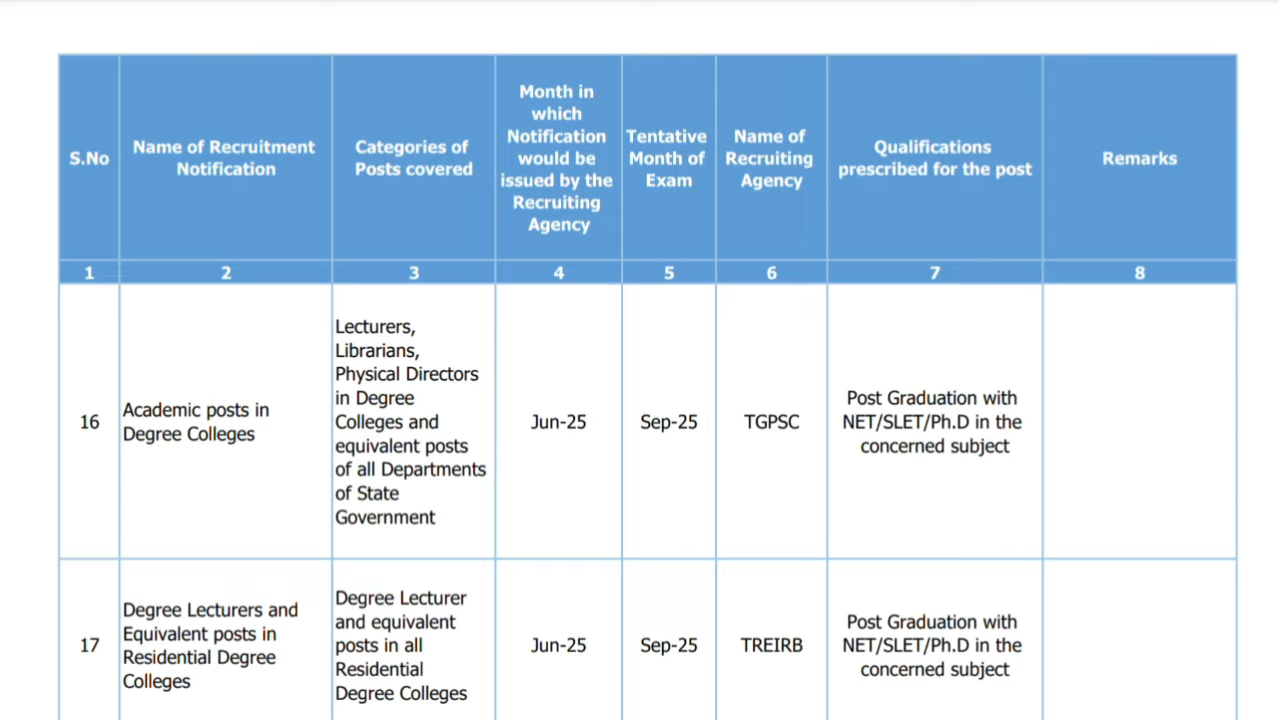 S.No
Name of Recruitment
Notification
Categories of
Posts covered
Month in
which
Notification
would be
issued by the
Recruiting
Agency
Tentative
Month of
Exam
Name of
Recruiting
Agency
Qualifications
prescribed for the post
Remarks
1
2
3
4
5
6
7
8
16
Academic posts in
Degree Colleges
Lecturers,
Librarians,
Physical Directors
in Degree
Colleges and
equivalent posts
of all Departments
of State
Government
Jun-25
Sep-25
TGPSC
Post Graduation with
NET/SLET/Ph.D in the
concerned subject
17
Degree Lecturers and
Equivalent posts in
Residential Degree
Colleges
Degree Lecturer
and equivalent
posts in all
Residential
Degree Colleges
Jun-25
Sep-25
TREIRB
Post Graduation with
NET/SLET/Ph.D in the
concerned subject